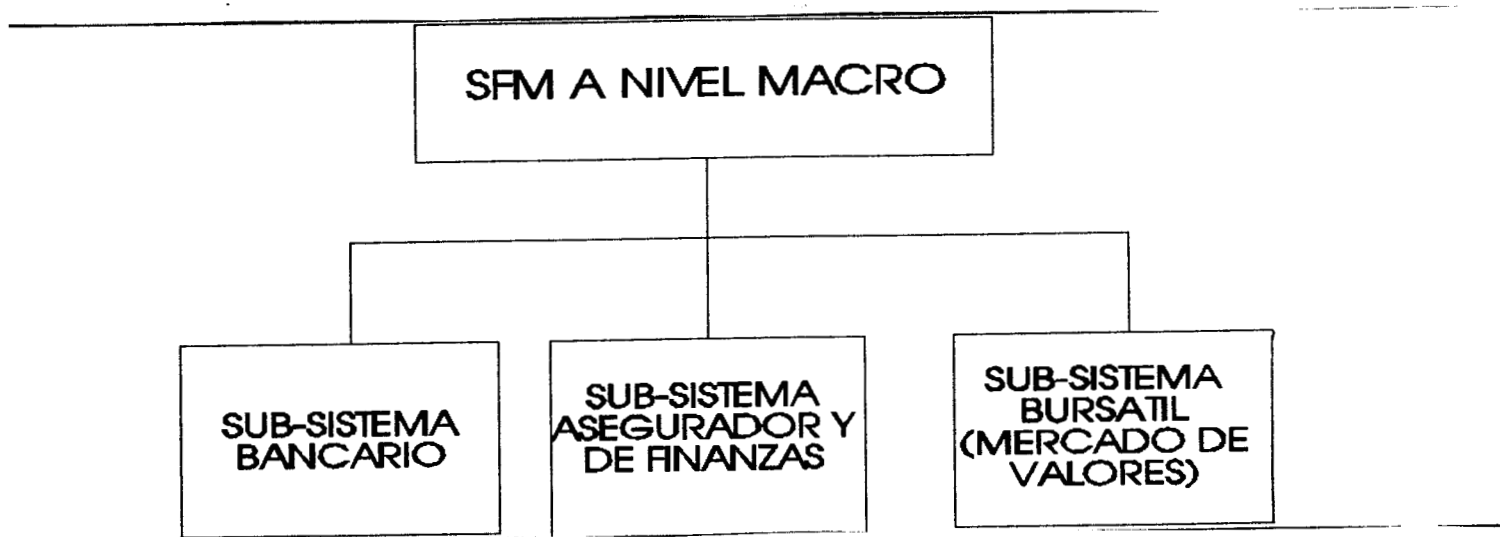 SFM A NIVEL MACRO
SUB-SISTEMA
BANCARIO
SUB-SISTEMA
ASEGURADOR Y
DE FINANZAS
SUB-SISTEMA
BURSATIL
(MERCADO DE
VALORES)